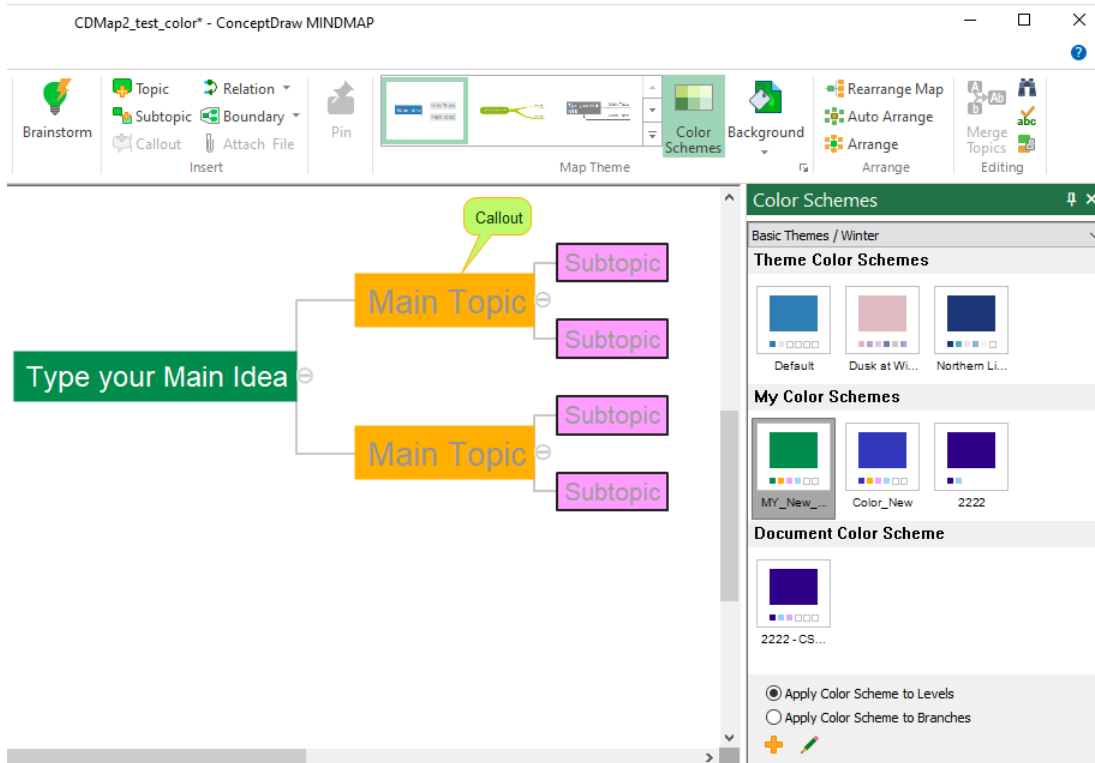 CDMap2_test_color* - ConceptDraw MINDMAP
?
Brainstorm
Topic
Subtopic
Callout
Relation
Boundary
Attach File
Insert
Pin
Map Theme
Color
Schemes
Background
Rearrange Map
Auto Arrange
Arrange
Arrange
Merge
Topics
Editing
A
b
Ab
abc
Callout
Main Topic
Subtopic
Subtopic
Type your Main Idea
Main Topic
Subtopic
Subtopic
Color Schemes
Basic Themes / Winter
Theme Color Schemes
Default
Dusk at Wi...
Northern Li...
My Color Schemes
MY_New_...
Color_New
2222
Document Color Scheme
2222 - CS...
Apply Color Scheme to Levels
Apply Color Scheme to Branches